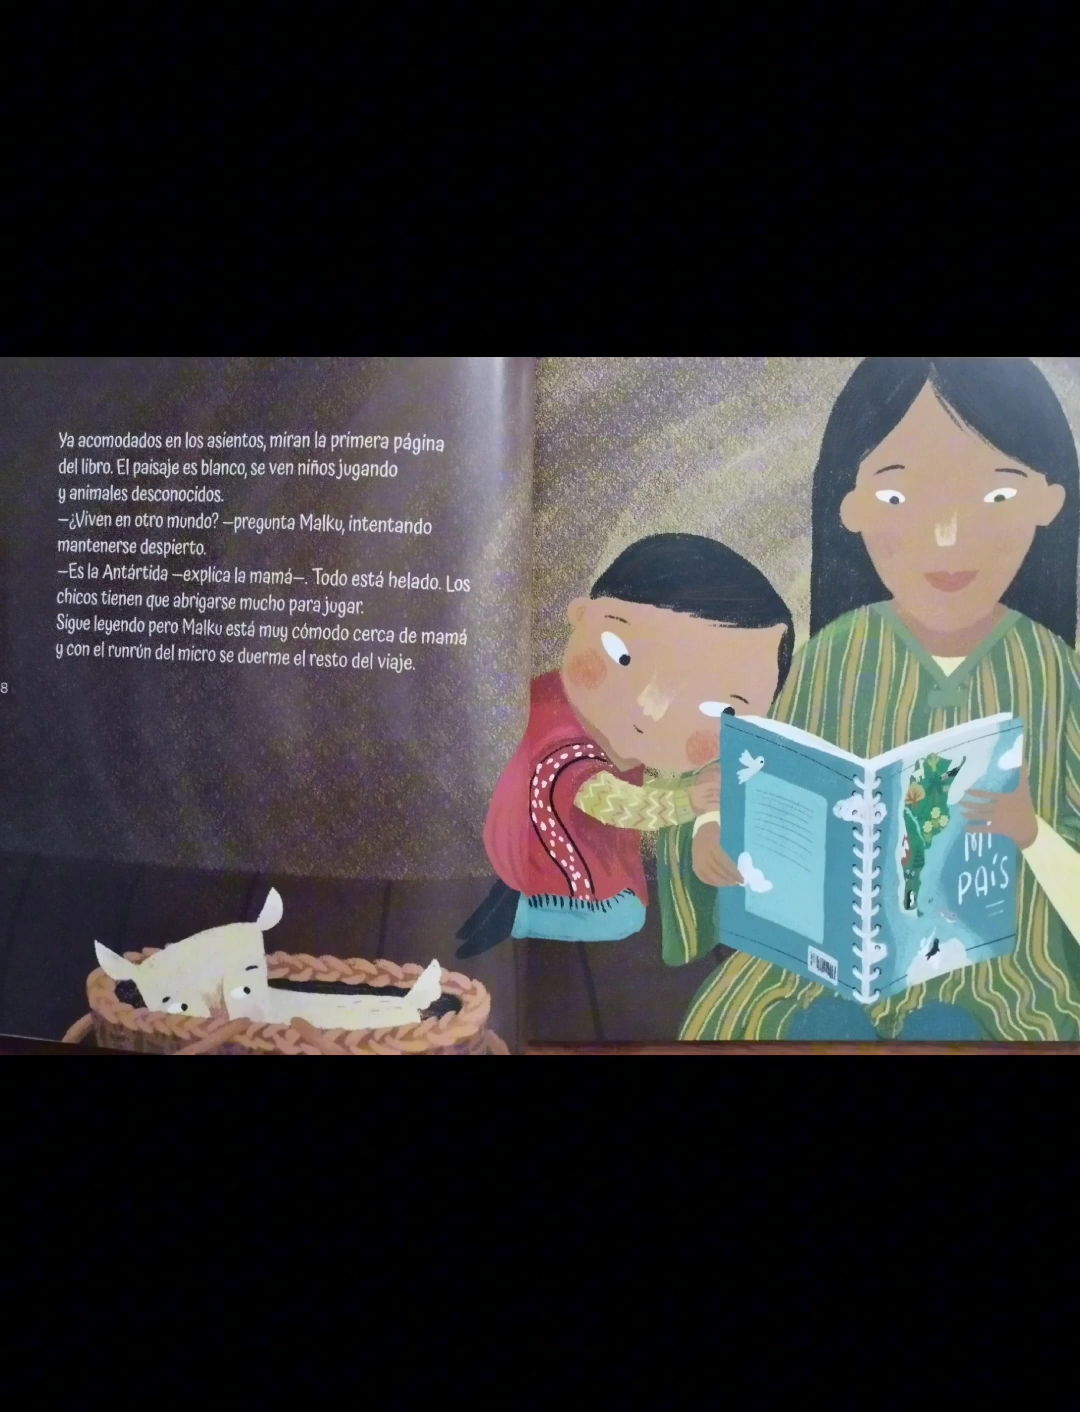 Ya acomodados en los asientos, miran la primera página
del libro. El paisaje es blanco, se ven niños jugando
y animales desconocidos.
—¿Viven en otro mundo? —pregunta Malku, intentando
mantenerse despierto.
—Es la Antártida —explica la mamá—. Todo está helado. Los
chicos tienen que abrigarse mucho para jugar.
Sigue leyendo pero Malku está muy cómodo cerca de mamá
y con el runrún del micro se duerme el resto del viaje.
8
Mi
PAÍS